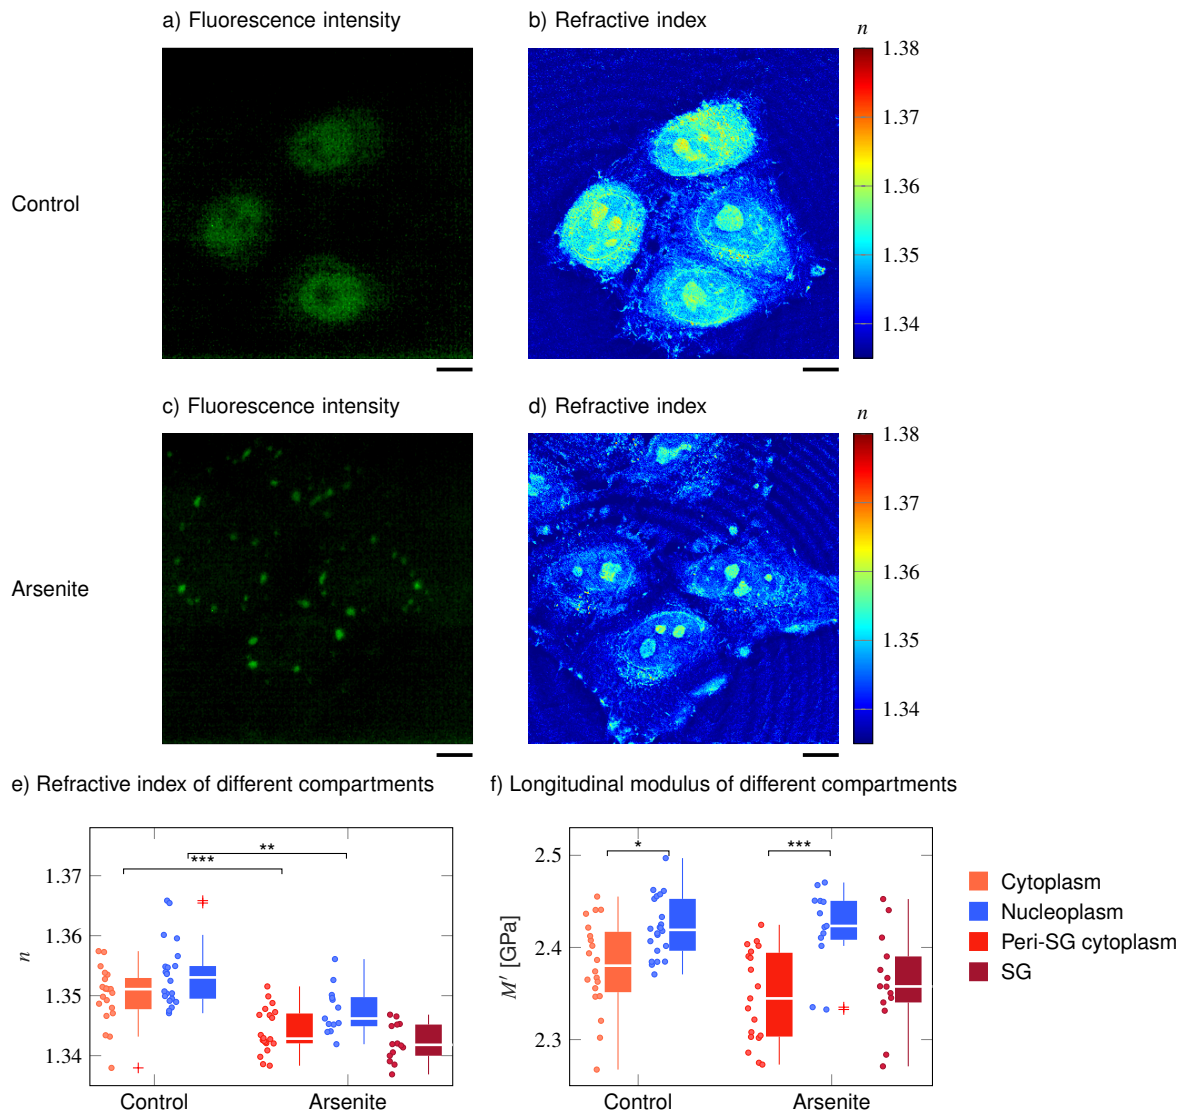 a) Fluorescence intensity
b) Refractive index
n
1.38
1.37
1.36
1.35
1.34
Control
c) Fluorescence intensity
d) Refractive index
n
1.38
1.37
1.36
1.35
1.34
Arsenite
e) Refractive index of different compartments
n
1.37
1.36
1.35
1.34
***
**
Control
Arsenite
f) Longitudinal modulus of different compartments
M′ [GPa]
2.5
2.4
2.3
*
***
Control
Arsenite
Cytoplasm
Nucleoplasm
Peri-SG cytoplasm
SG